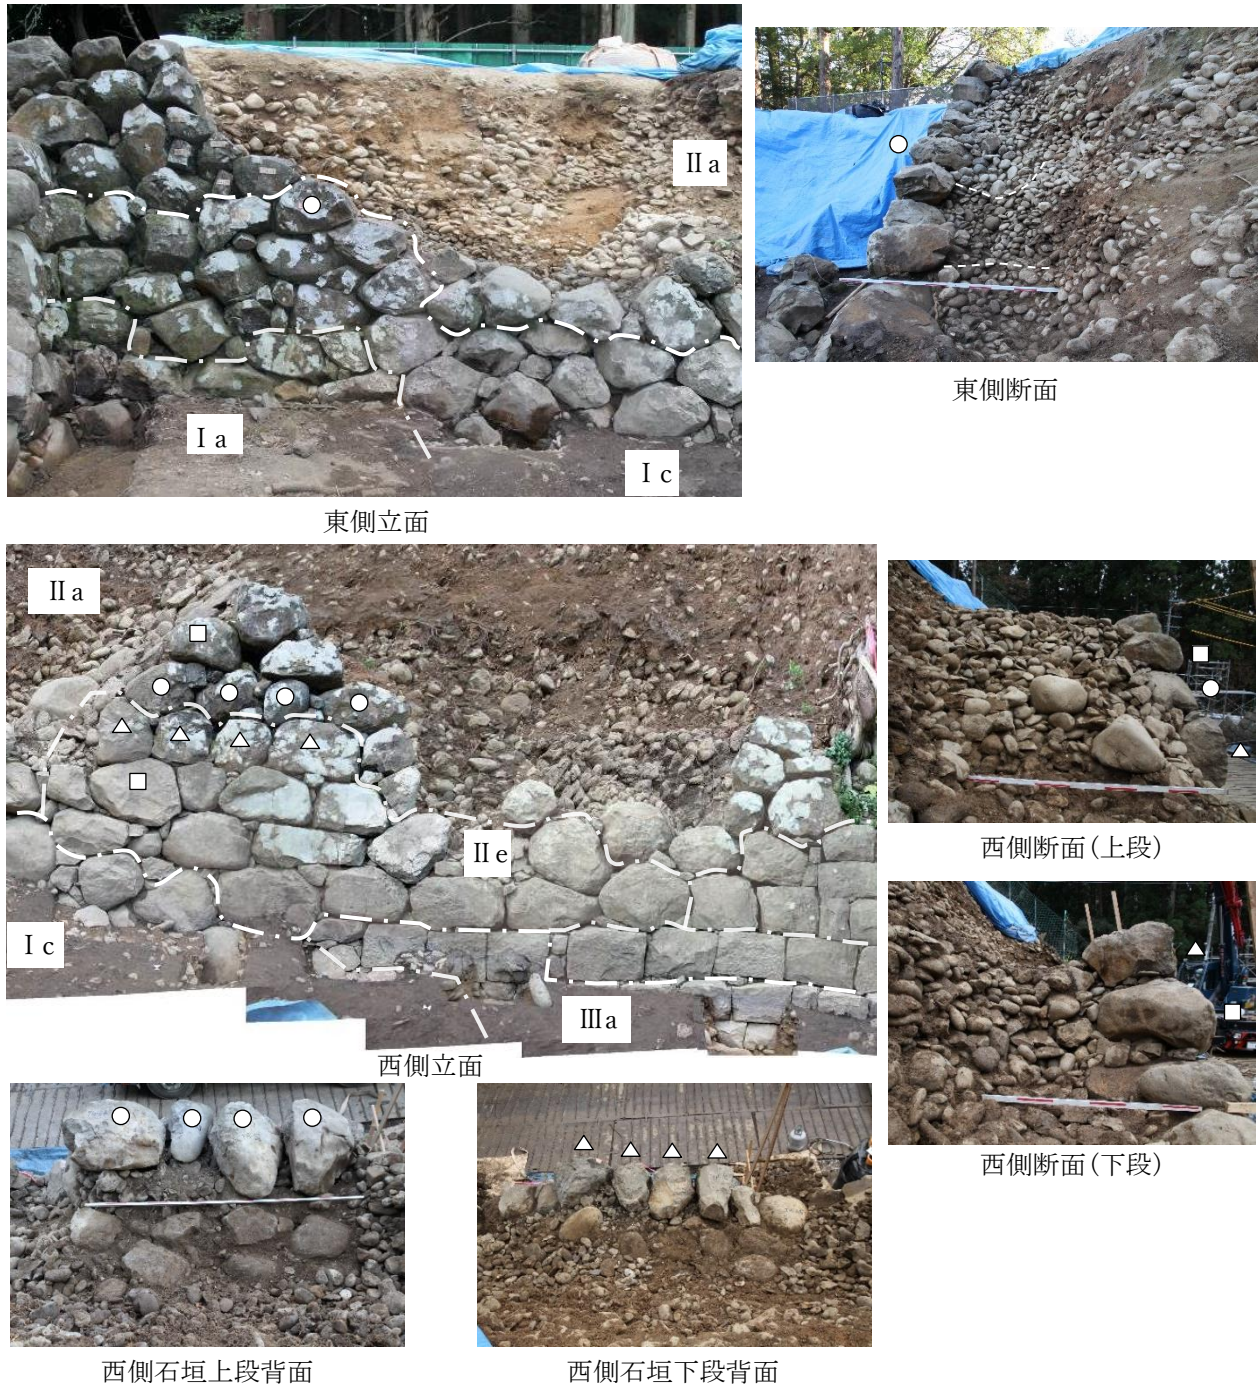 Ⅱa
Ⅰa
Ⅰc
東側立面
東側断面
Ⅱa
Ⅱe
Ⅰc
Ⅲa
西側立面
西側断面(上段)
西側断面(下段)
西側石垣上段背面
西側石垣下段背面